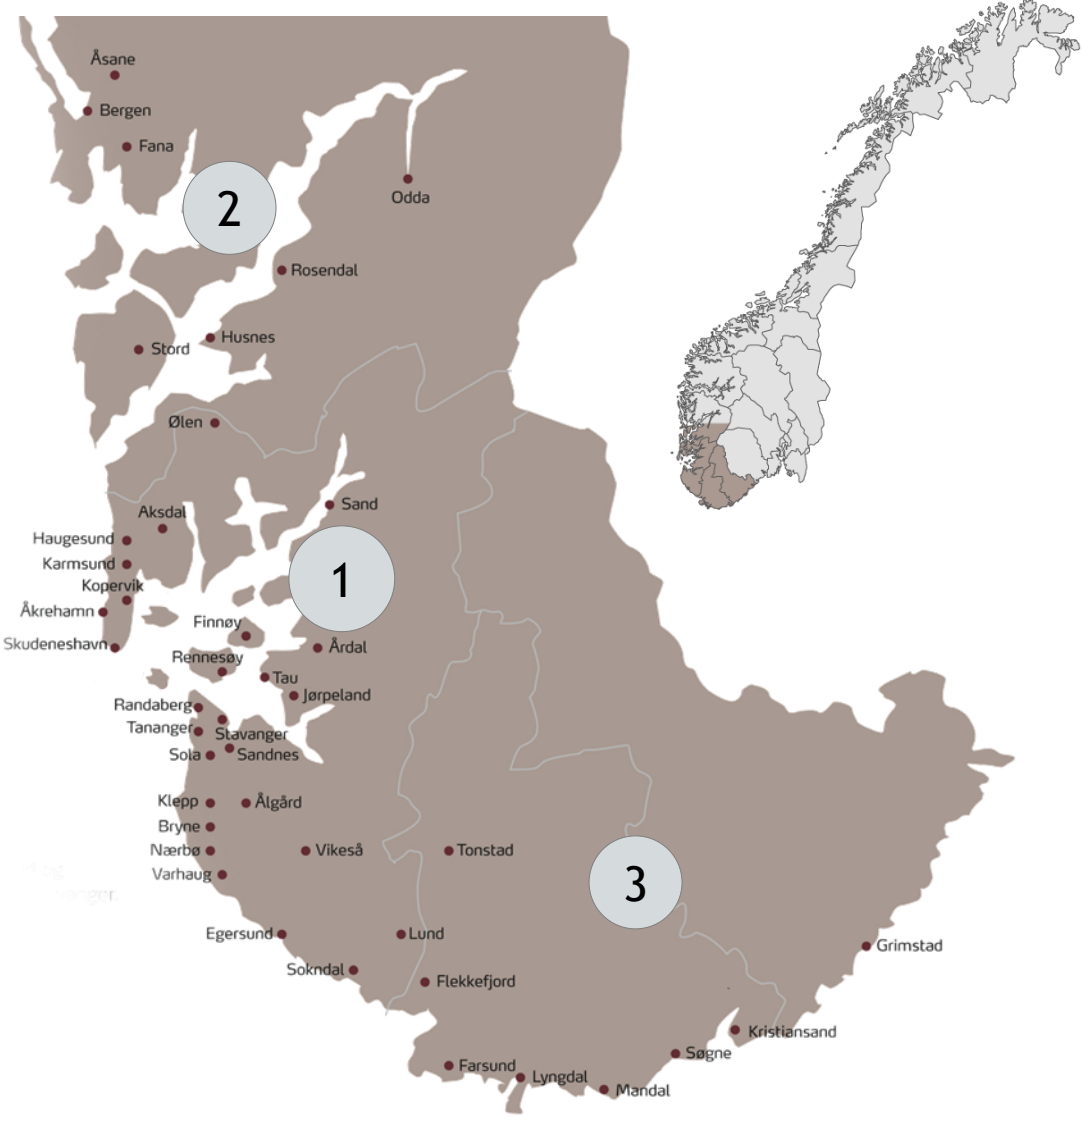 Åsane
Bergen
Fana
2
Odda
Rosendal
Husnes
Stord
Ølen
Sand
Aksdal
Haugesund
Karmsund
1
Kopervik
Åkrehamn
Finnøy
Skudeneshavn
Årdal
Rennesøy
Tau
Jørpeland
Randaberg
Tananger
Stavanger
Sola
Sandnes
Klepp
Ålgård
Bryne
Nærbø
Vikeså
Tonstad
Varhaug
3
Egersund
Lund
Grimstad
Sokndal
Flekkefjord
Kristiansand
Søgne
Farsund
Lyngdal
Mandal